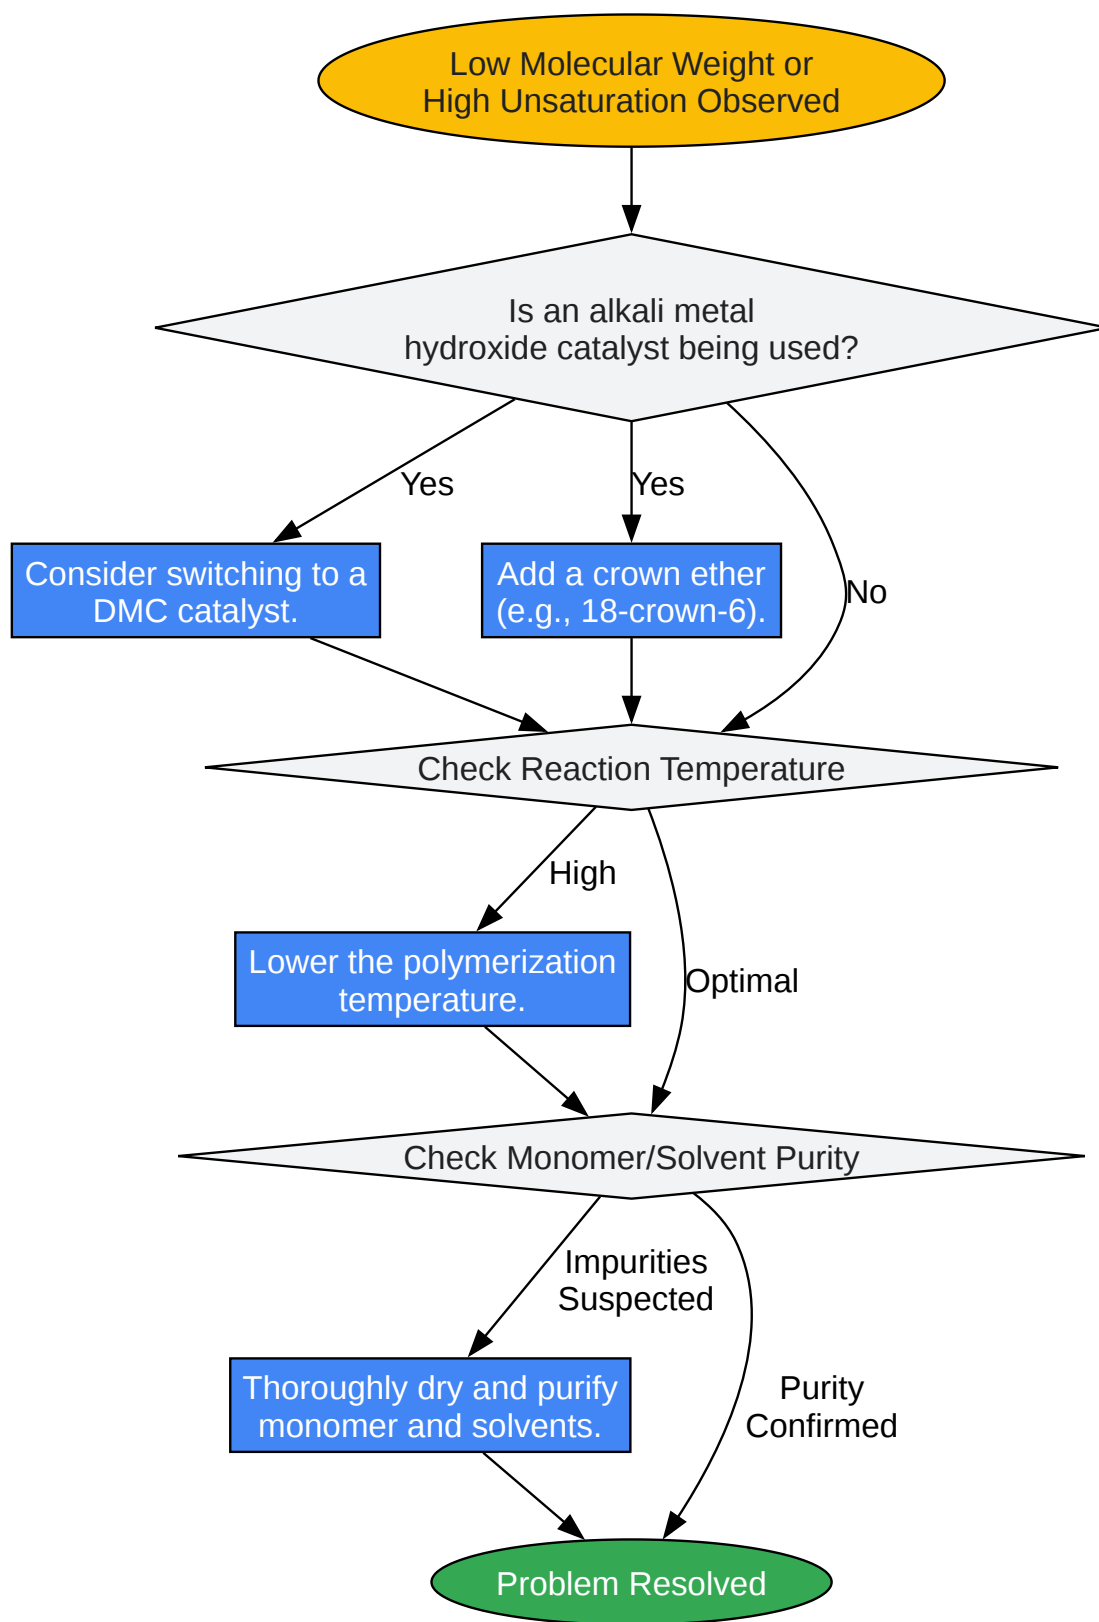 Low Molecular Weight or
High Unsaturation Observed
Is an alkali metal
hydroxide catalyst being used?
Yes
Yes
Consider switching to a
DMC catalyst.
Add a crown ether
(e.g., 18-crown-6).
No
Check Reaction Temperature
High
Lower the polymerization
temperature.
Optimal
Check Monomer/Solvent Purity
Impurities
Suspected
Thoroughly dry and purify
monomer and solvents.
Purity
Confirmed
Problem Resolved